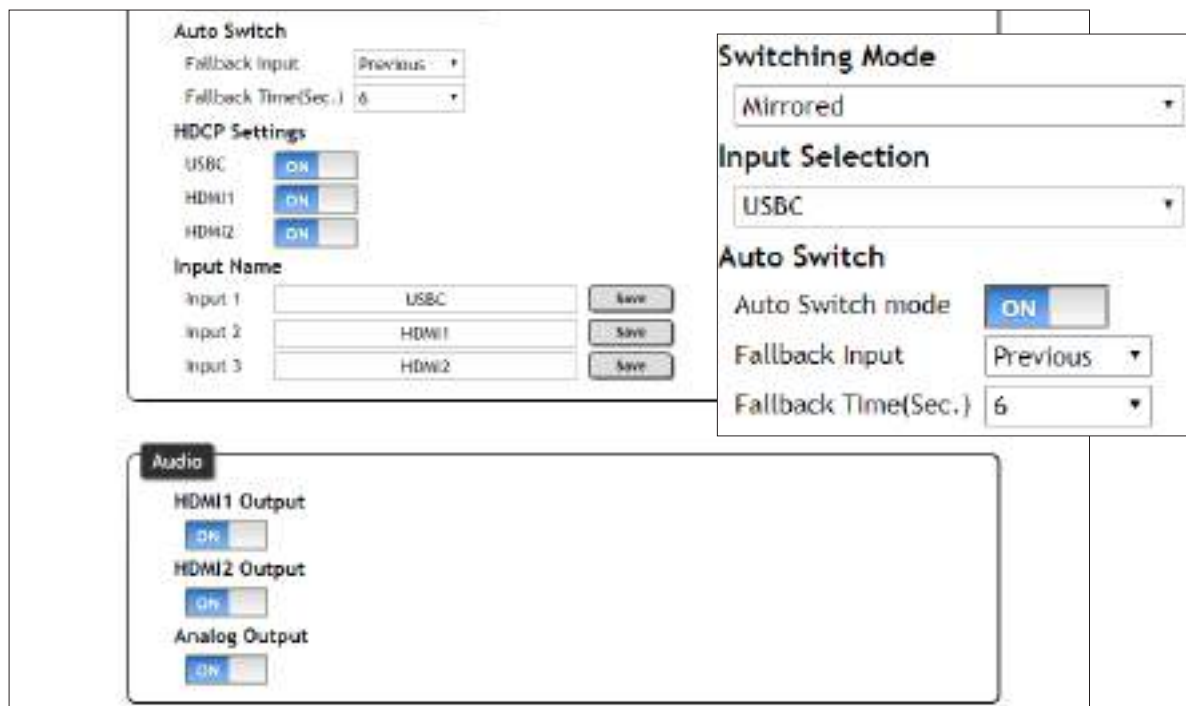 Auto Switch
Fallback Input Previous
Fallback Time(Sec.) 6
HDCP Settings
USBC ON
HDMI1 ON
HDMI2 ON
Input Name
Input 1 USBC Save
Input 2 HDMI1 Save
Input 3 HDMI2 Save
Switching Mode
Mirrored
Input Selection
USBC
Auto Switch
Auto Switch mode ON
Fallback Input Previous
Fallback Time(Sec.) 6
Audio
HDMI1 Output
ON
HDMI2 Output
ON
Analog Output
ON